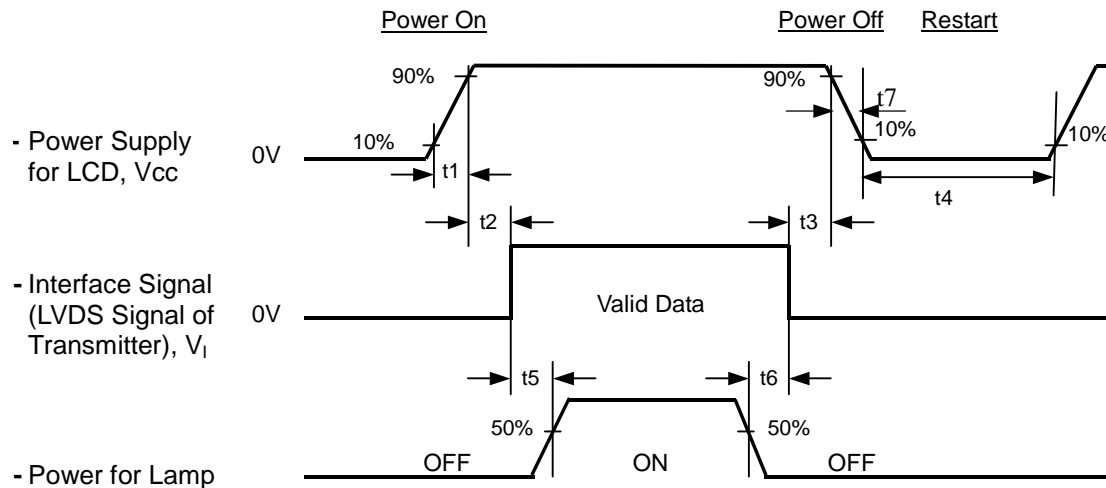 Power On
Power Off
Restart
90%
90%
t7
- Power Supply
for LCD, Vcc
0V
10%
10%
10%
t1
t4
t2
t3
- Interface Signal
(LVDS Signal of
Transmitter), VI
0V
Valid Data
t5
t6
50%
50%
- Power for Lamp
OFF
ON
OFF